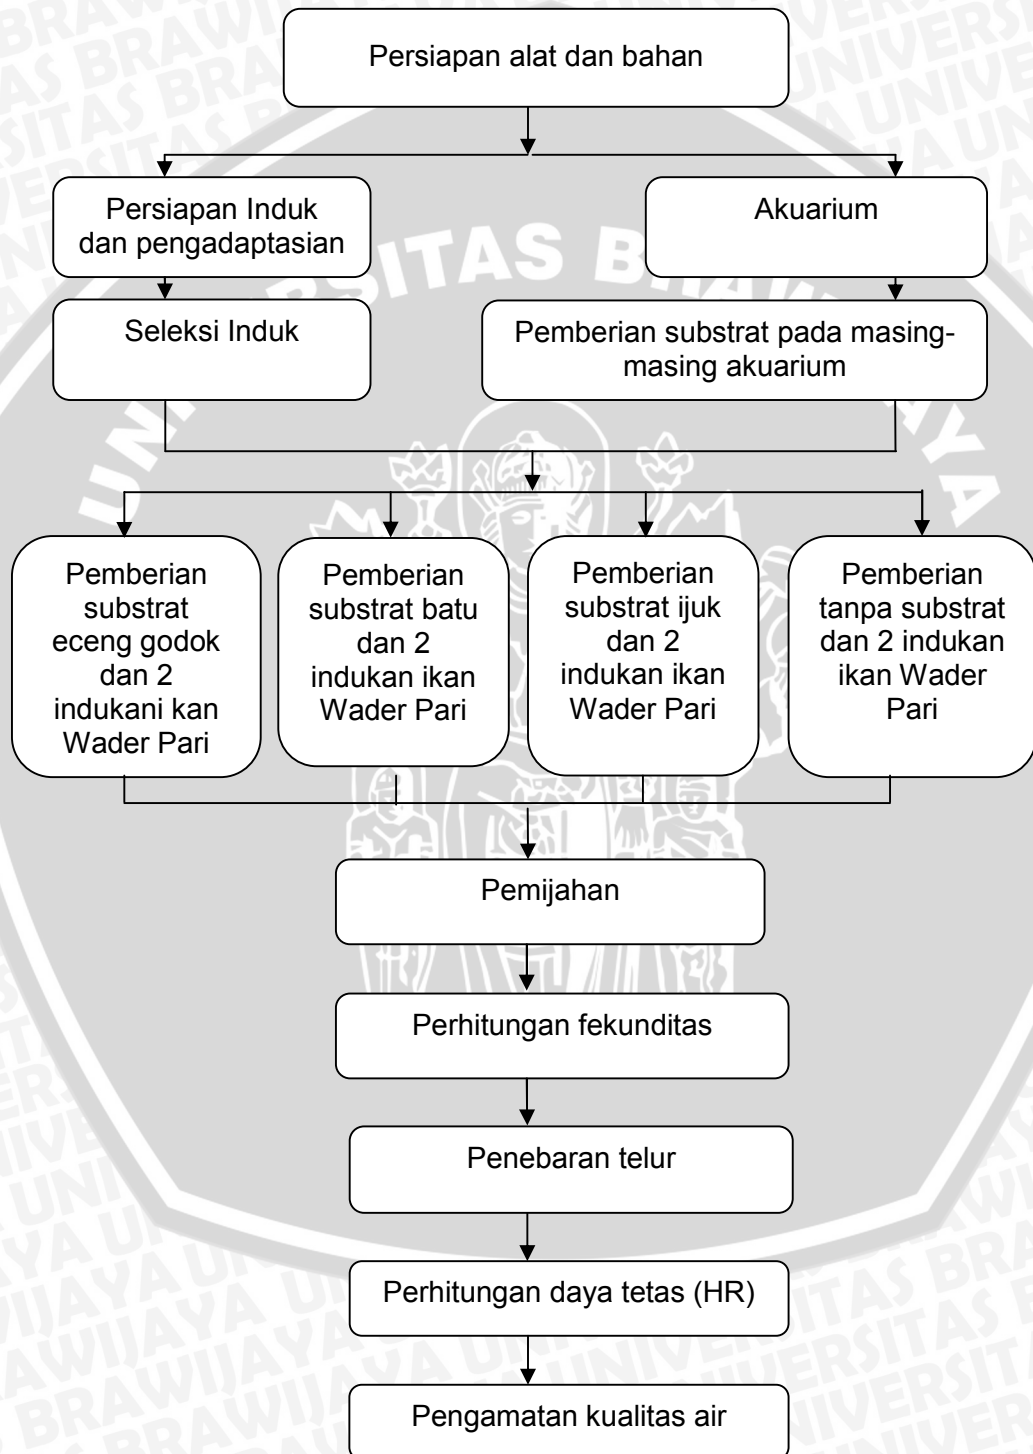 Persiapan alat dan bahan
Persiapan Induk
dan pengadaptasian
Akuarium
Seleksi Induk
Pemberian substrat pada masing-
masing akuarium
Pemberian
substrat
eceng godok
dan 2
indukani kan
Wader Pari
Pemberian
substrat batu
dan 2
indukan ikan
Wader Pari
Pemberian
substrat ijuk
dan 2
indukan ikan
Wader Pari
Pemberian
tanpa substrat
dan 2 indukan
ikan Wader
Pari
Pemijahan
Perhitungan fekunditas
Penebaran telur
Perhitungan daya tetas (HR)
Pengamatan kualitas air